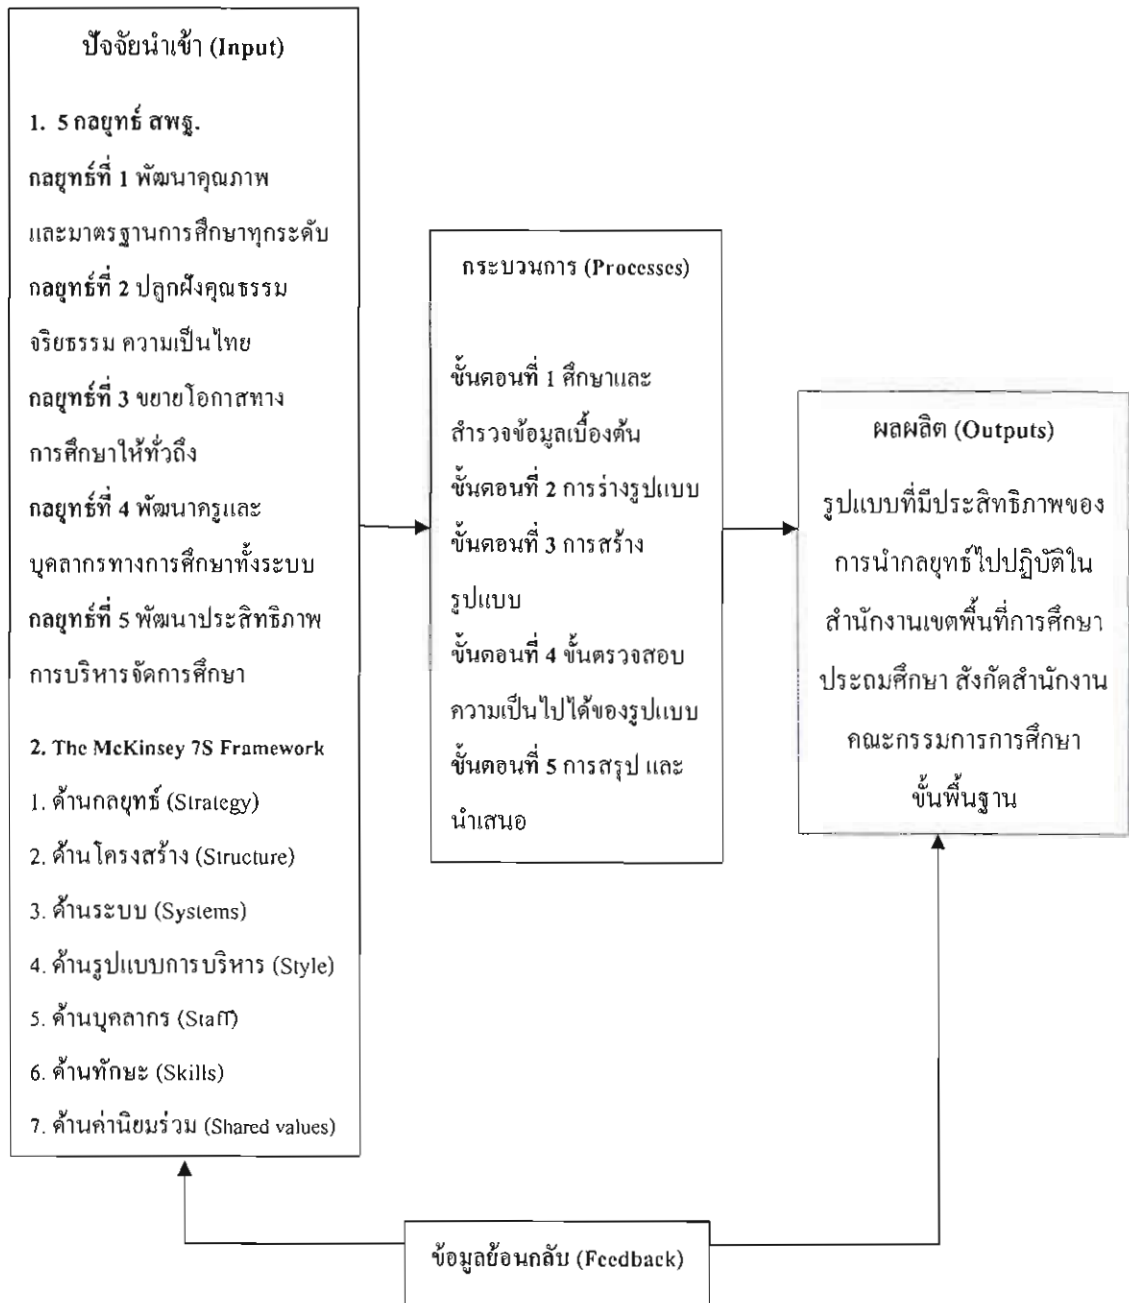 ปัจจัยนำเข้า (Input)
1. 5 กลยุทธ์ สพฐ.
กลยุทธ์ที่ 1 พัฒนาคุณภาพ
และมาตรฐานการศึกษาทุกระดับ
กลยุทธ์ที่ 2 ปลูกฝังคุณธรรม
จริยธรรม ความเป็นไทย
กลยุทธ์ที่ 3 ขยายโอกาสทาง
การศึกษาให้ทั่วถึง
กลยุทธ์ที่ 4 พัฒนาครูและ
บุคลากรทางการศึกษาทั้งระบบ
กลยุทธ์ที่ 5 พัฒนาประสิทธิภาพ
การบริหารจัดการศึกษา
2. The McKinsey 7S Framework
1. ด้านกลยุทธ์ (Strategy)
2. ด้านโครงสร้าง (Structure)
3. ด้านระบบ (Systems)
4. ด้านรูปแบบการบริหาร (Style)
5. ด้านบุคลากร (Staff)
6. ด้านทักษะ (Skills)
7. ด้านค่านิยมร่วม (Shared values)
กระบวนการ (Processes)
ขั้นตอนที่ 1 ศึกษาและ
สำรวจข้อมูลเบื้องต้น
ขั้นตอนที่ 2 การร่างรูปแบบ
ขั้นตอนที่ 3 การสร้าง
รูปแบบ
ขั้นตอนที่ 4 ขั้นตรวจสอบ
ความเป็นไปได้ของรูปแบบ
ขั้นตอนที่ 5 การสรุป และ
นำเสนอ
ผลผลิต (Outputs)
รูปแบบที่มีประสิทธิภาพของ
การนำกลยุทธ์ไปปฏิบัติใน
สำนักงานเขตพื้นที่การศึกษา
ประถมศึกษา สังกัดสำนักงาน
คณะกรรมการการศึกษา
ขั้นพื้นฐาน
ข้อมูลย้อนกลับ (Feedback)